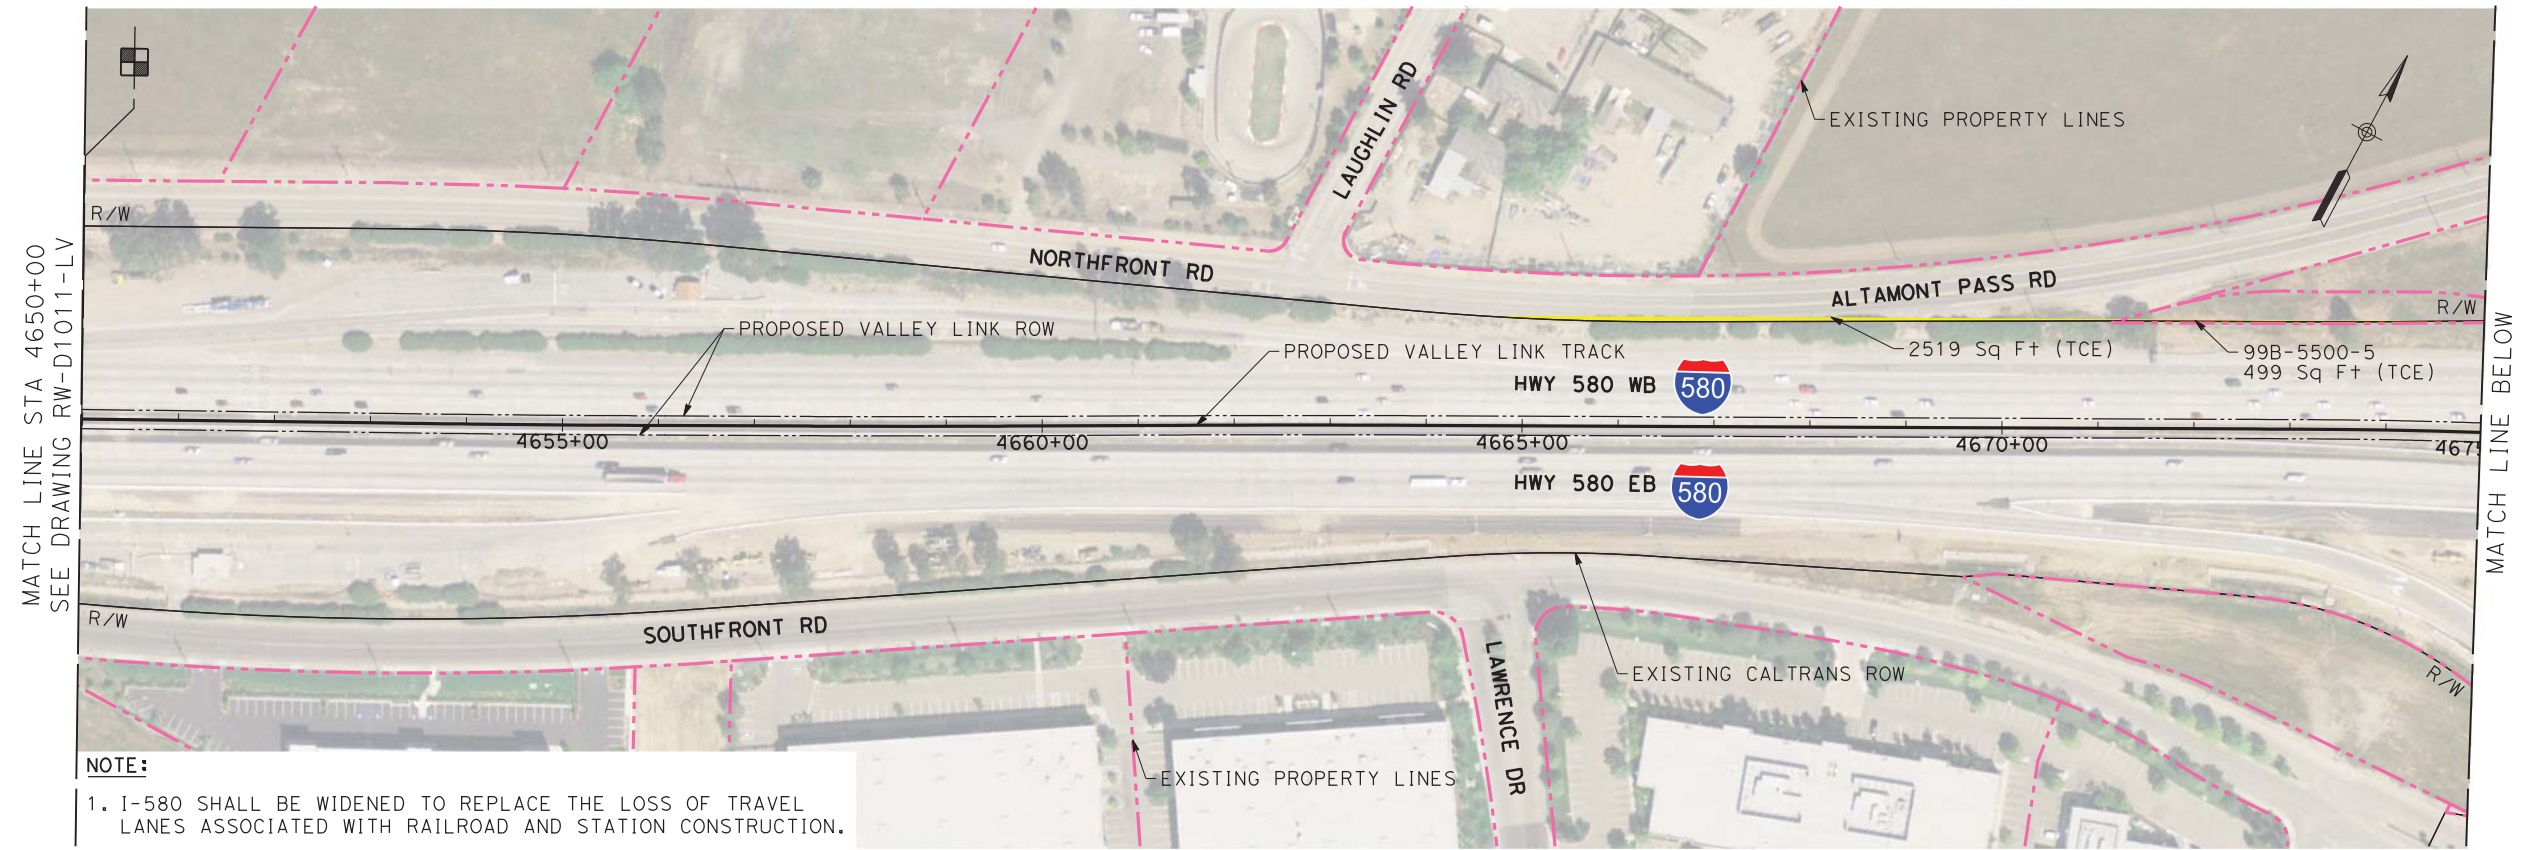 MATCH LINE STA 4650+00
SEE DRAWING RW-D1011-LV
R/W
LAUGHLIN RD
EXISTING PROPERTY LINES
NORTHFRONT RD
ALTAMONT PASS RD
R/W
PROPOSED VALLEY LINK ROW
PROPOSED VALLEY LINK TRACK
2519 Sq Ft (TCE)
99B-5500-5
499 Sq Ft (TCE)
HWY 580 WB
580
4655+00
4660+00
4665+00
4670+00
HWY 580 EB
580
MATCH LINE BELOW
R/W
SOUTHFRONT RD
LAWRENCE DR
EXISTING CALTRANS ROW
R/W
EXISTING PROPERTY LINES
NOTE:
1. I-580 SHALL BE WIDENED TO REPLACE THE LOSS OF TRAVEL
LANES ASSOCIATED WITH RAILROAD AND STATION CONSTRUCTION.